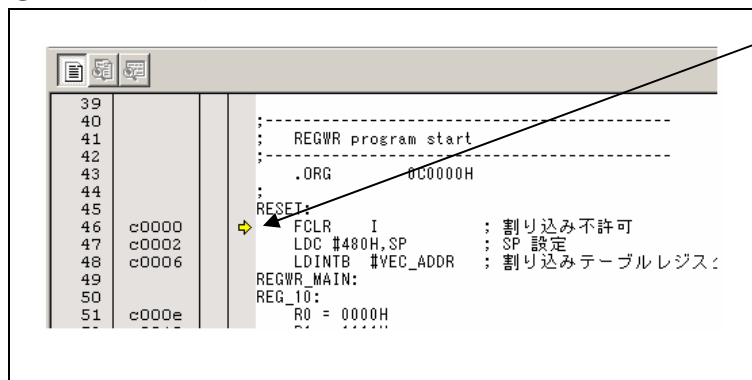 39
40 ;-------------------------------------------------------
41 ; REGWR program start
42 ;-------------------------------------------------------
43 .ORG 0C0000H
44 ;
45 RESET:
46 c0000 FCLR I ; 割り込み不許可
47 c0002 LDC #480H,SP ; SP 設定
48 c0006 LDINTB #VEC_ADDR ; 割り込みテーブルレジス
49 REGWR_MAIN:
50 REG_10:
51 c000e R0 = 0000H